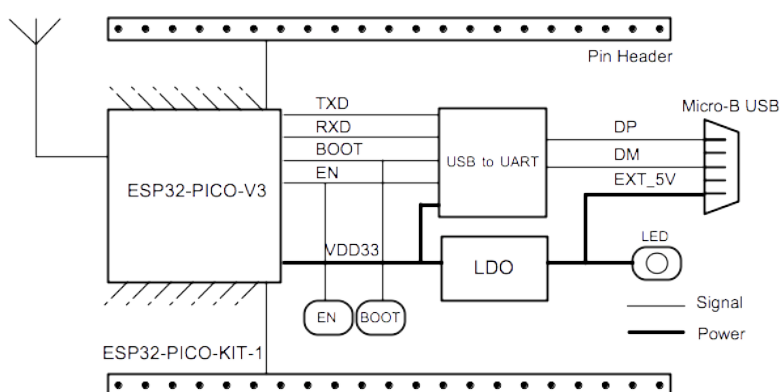 Pin Header
TXD
RXD
BOOT
EN
Micro-B USB
DP
DM
EXT_5V
USB to UART
ESP32-PICO-V3
VDD33
LDO
LED
EN
BOOT
Signal
Power
ESP32-PICO-KIT-1